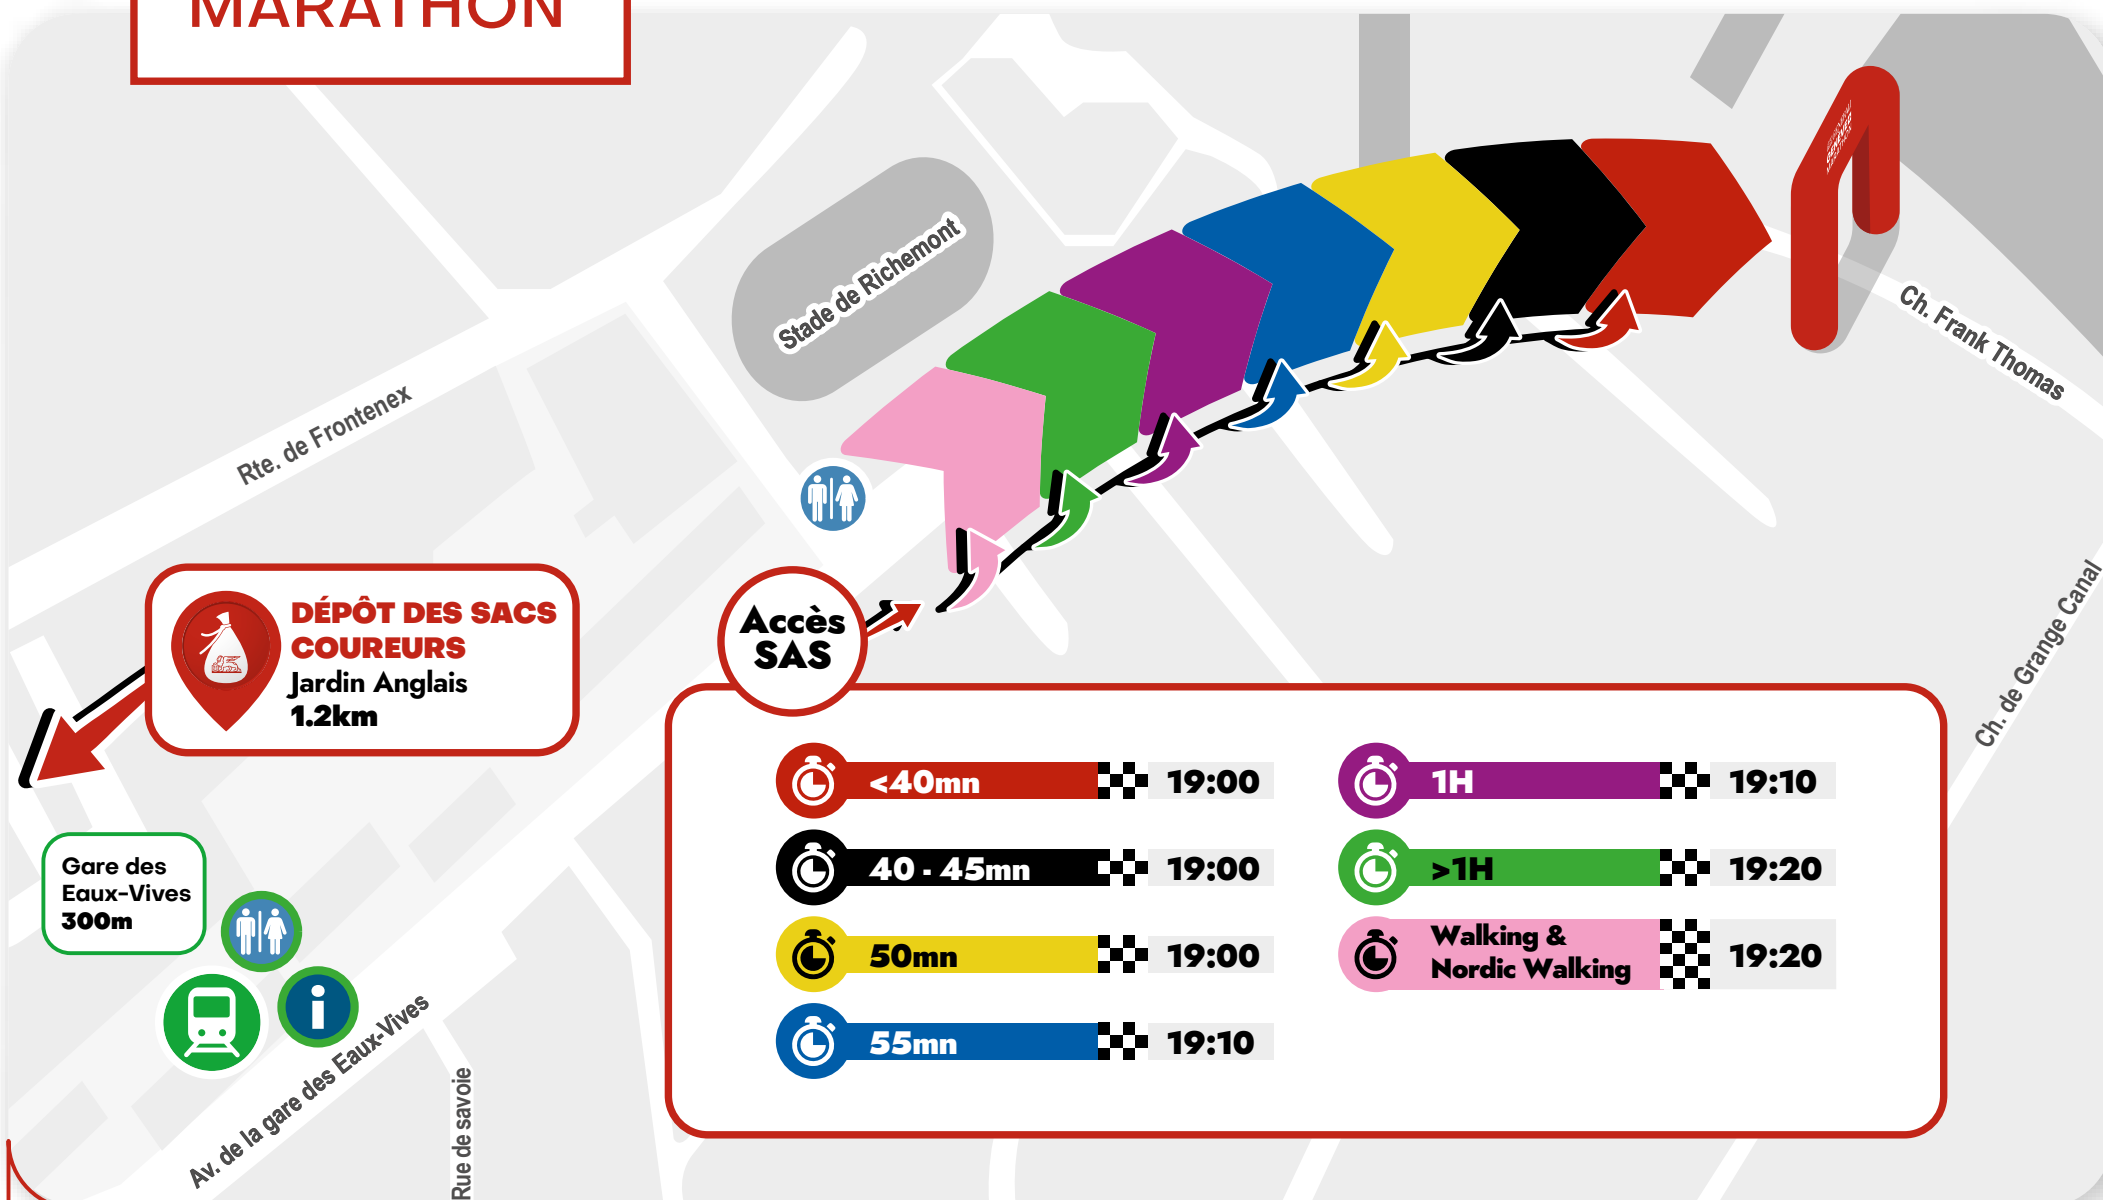 MARATHON
Stade de Richemont
Ch. Frank Thomas
Rte. de Frontenex
Ch. de Grange Canal
DÉPÔT DES SACS
COUREURS
Jardin Anglais
1.2km
Accès
SAS
<40mn 19:00
40 - 45mn 19:00
50mn 19:00
55mn 19:10
1H 19:10
>1H 19:20
Walking &
Nordic Walking 19:20
Gare des
Eaux-Vives
300m
i
Av. de la gare des Eaux-Vives
Rue de savoie